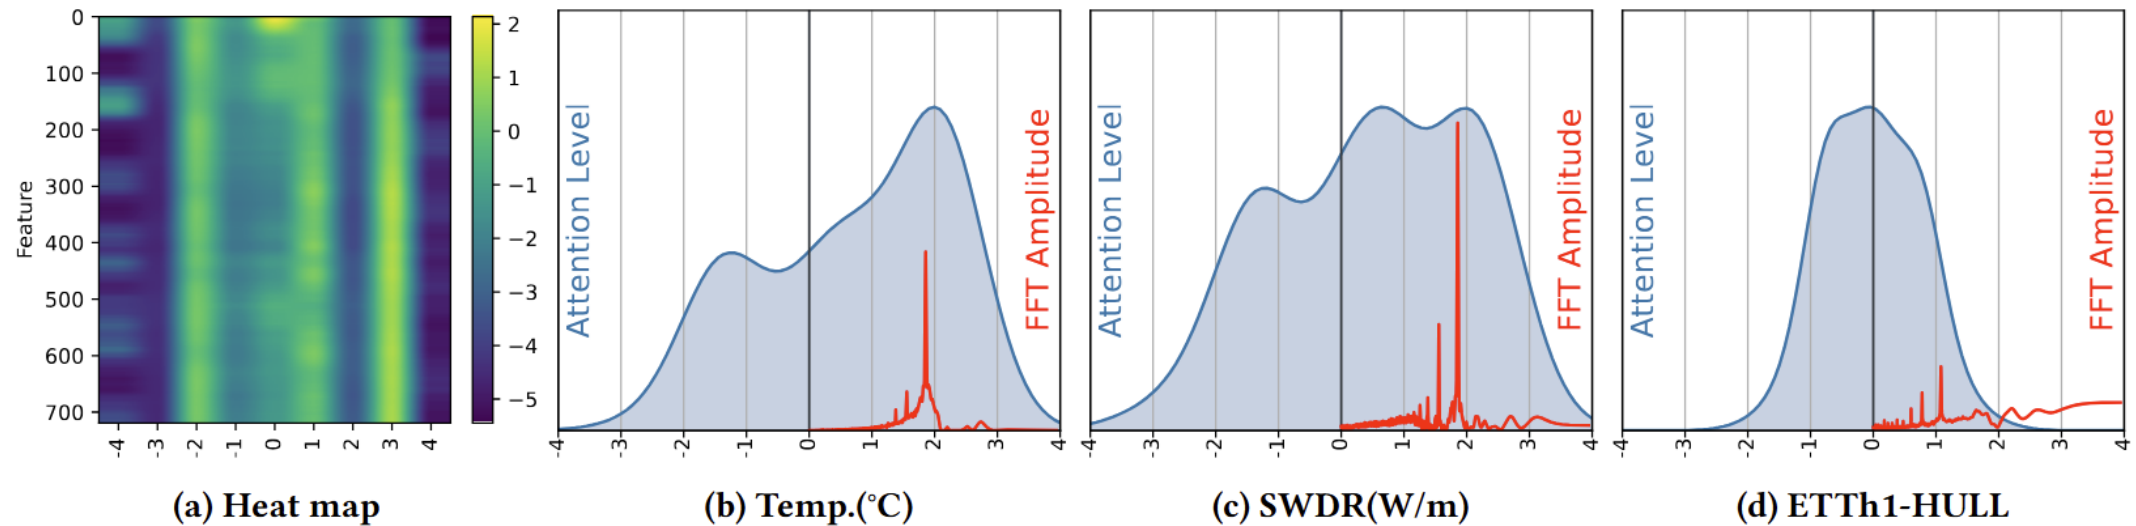 Feature
0
100
200
300
400
500
600
700
-4 -3 -2 -1 0 1 2 3 4
2
1
0
−1
−2
−3
−4
−5
(a) Heat map
Attention Level
FFT Amplitude
-4 -3 -2 -1 0 1 2 3 4
(b) Temp.(°C)
Attention Level
FFT Amplitude
-4 -3 -2 -1 0 1 2 3 4
(c) SWDR(W/m)
Attention Level
FFT Amplitude
-4 -3 -2 -1 0 1 2 3 4
(d) ETTh1-HULL